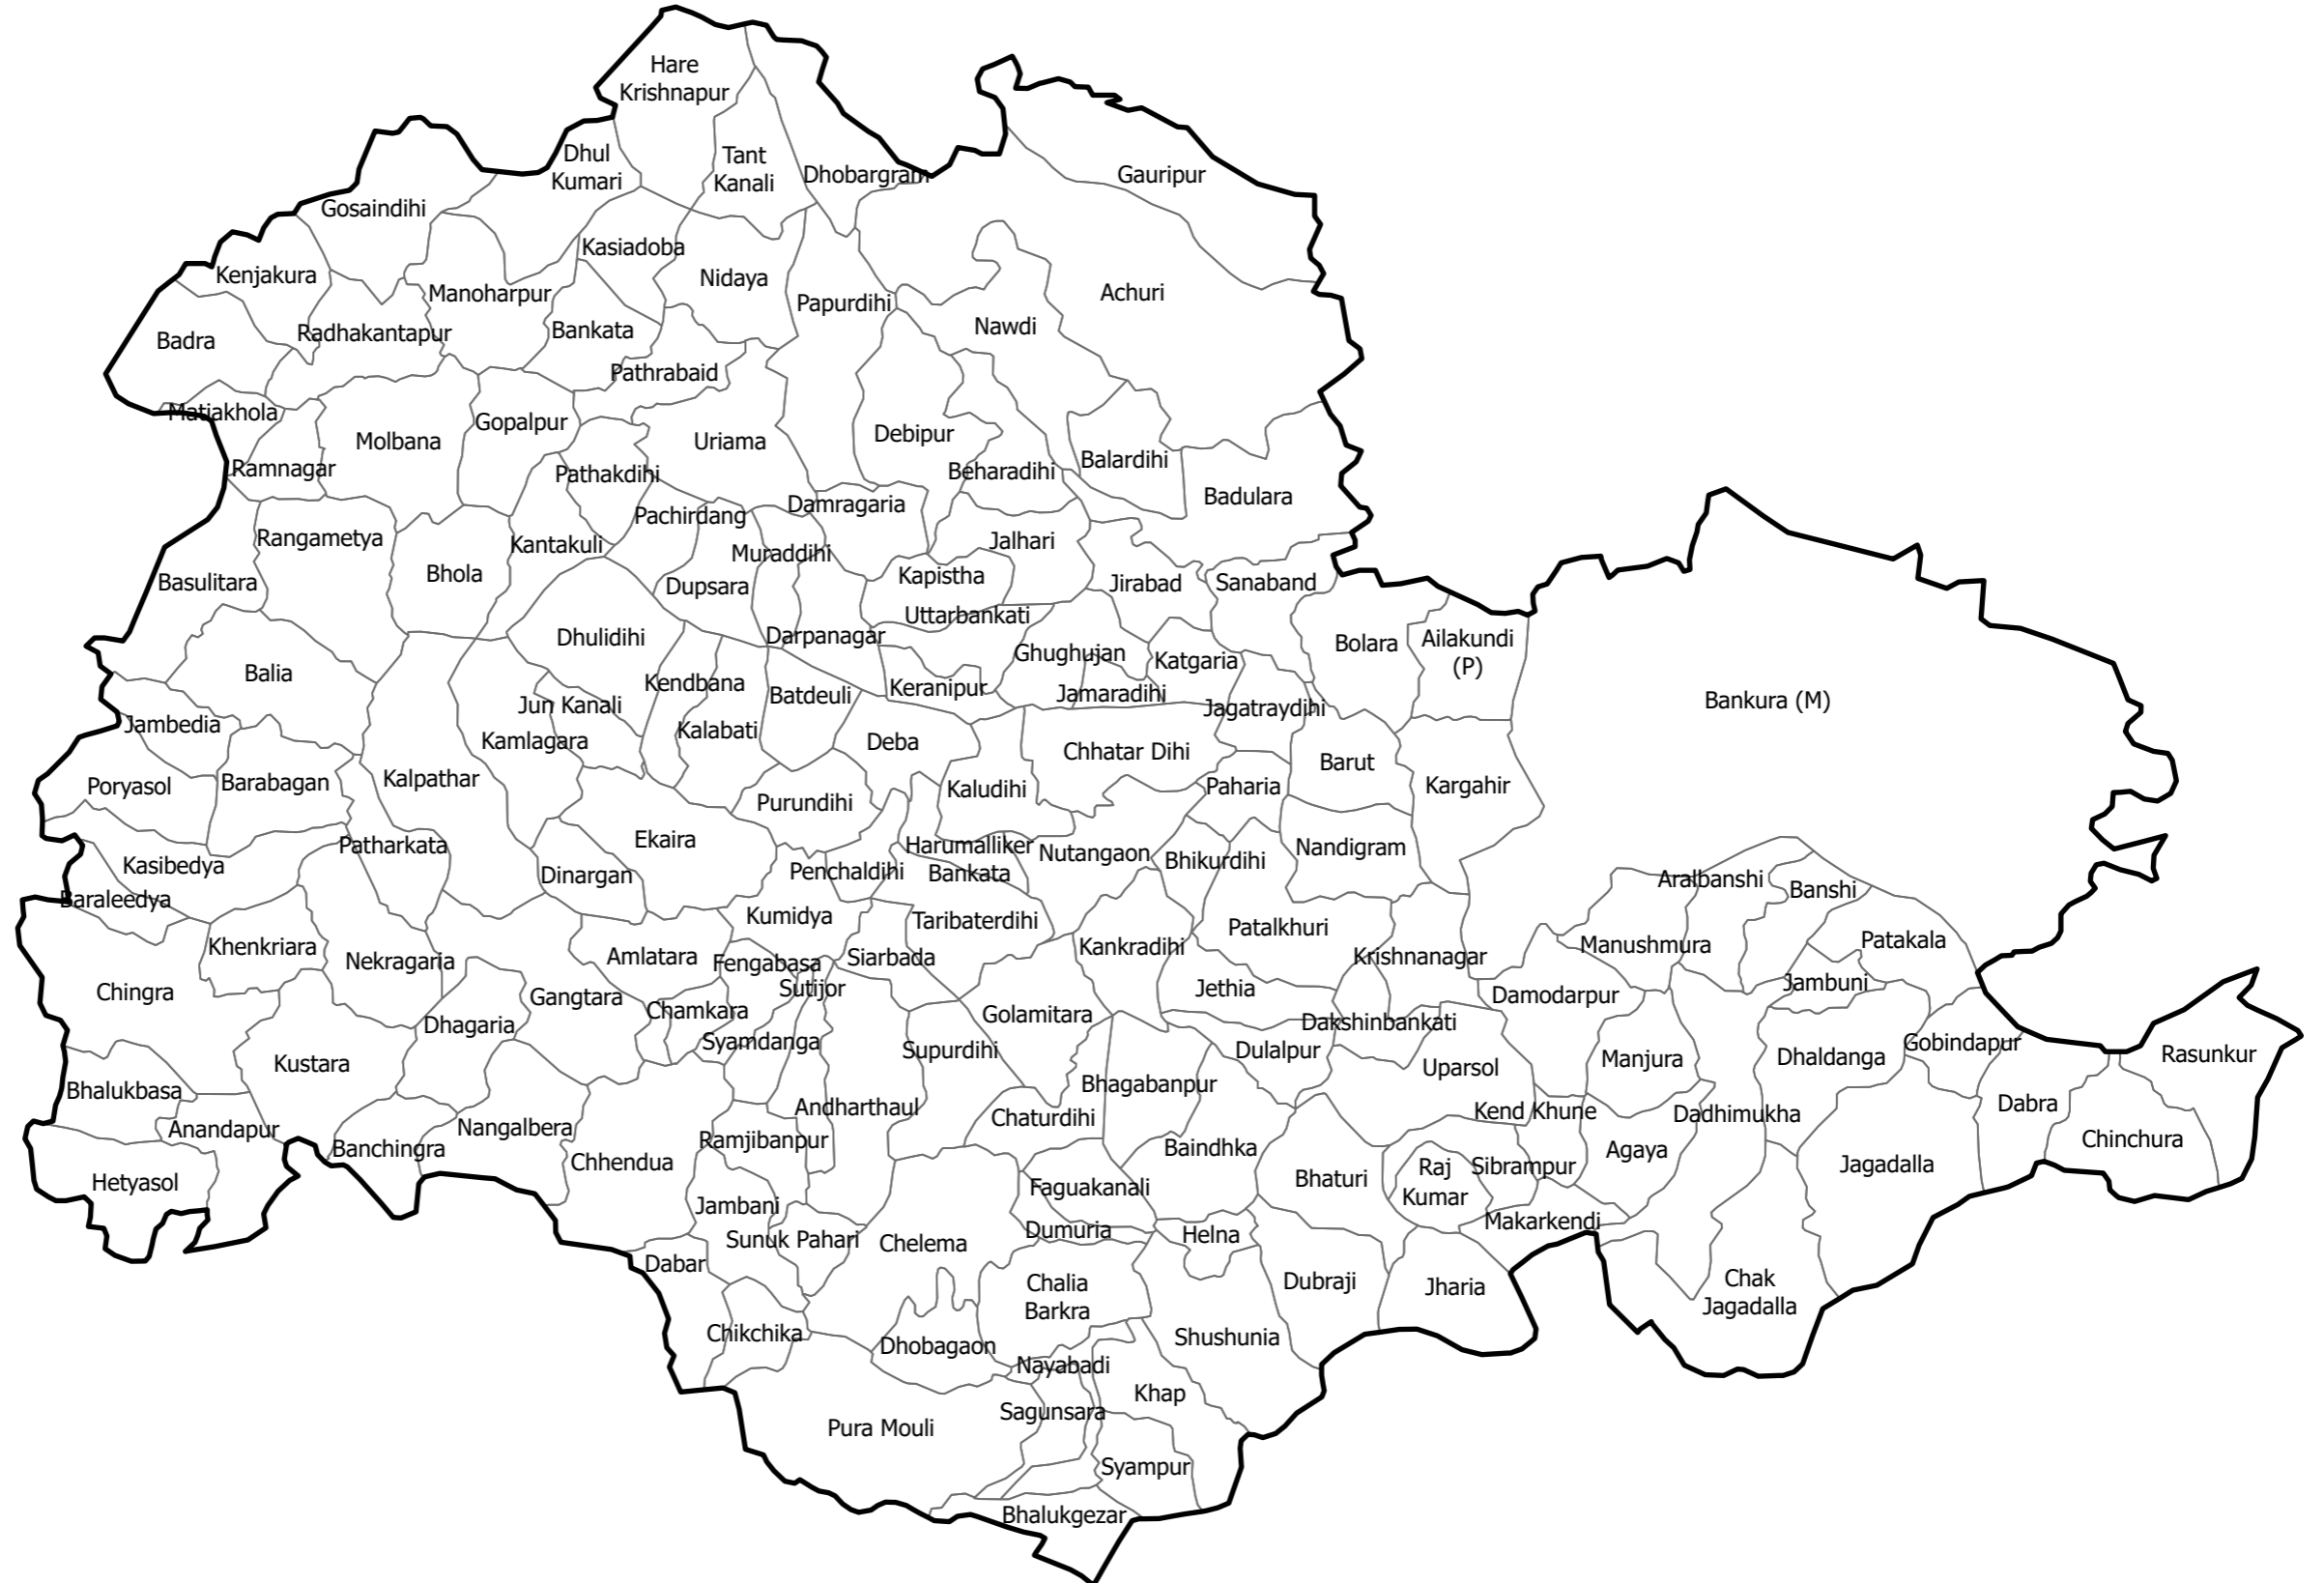 Hare
Krishnapur
Dhul
Kumari
Tant
Kanali
Dhobargram
Gauripur
Gosaindihi
Kasiadoba
Kenjakura
Nidaya
Manoharpur
Achuri
Papurdihi
Nawdi
Badra
Radhakantapur
Bankata
Pathrabaid
Matiakhola
Gopalpur
Molbana
Uriama
Debipur
Balardihi
Ramnagar
Pathakdihi
Beharadihi
Badulara
Damragaria
Pachirdang
Rangametya
Kantakuli
Jalhari
Muraddihi
Bhola
Kapistha
Basulitara
Dupsara
Jirabad
Sanaband
Uttarbankati
Dhulidihi
Darpanagar
Bolara
Ailakundi
(P)
Ghughujan
Katgaria
Balia
Kendbana
Batdeuli
Keranipur
Jamaradihi
Bankura (M)
Jun Kanali
Jagatraydihi
Jambedia
Kalabati
Kamlagara
Deba
Chhatar Dihi
Barut
Kalpathar
Poryasol
Barabagan
Paharia
Kargahir
Kaludihi
Purundihi
Ekaira
Patharkata
Harumalliker
Bankata
Nutangaon
Nandigram
Bhikurdihi
Kasibedya
Penchaldihi
Dinargan
Aralbanshi
Banshi
Baraleedya
Kumidya
Taribaterdihi
Patalkhuri
Khenkriara
Kankradihi
Manushmura
Patakala
Nekragaria
Amlatara
Fengabasa
Siarbada
Krishnanagar
Jambuni
Chingra
Sutijor
Jethia
Gangtara
Damodarpur
Chamkara
Golamitara
Dhagaria
Dakshinbankati
Syamdanga
Supurdihi
Dulalpur
Gobindapur
Rasunkur
Kustara
Uparsol
Manjura
Dhaldanga
Bhalukbasa
Bhagabanpur
Andharthaul
Chaturdihi
Kend Khune
Dadhimukha
Dabra
Anandapur
Nangalbera
Ramjibanpur
Chinchura
Banchingra
Baindhka
Agaya
Chhendua
Raj
Kumar
Sibrampur
Jagadalla
Hetyasol
Bhaturi
Faguakanali
Jambani
Makarkendi
Dumuria
Helna
Sunuk Pahari
Chelema
Dabar
Chalia
Barkra
Dubraji
Jharia
Chak
Jagadalla
Chikchika
Dhobagaon
Shushunia
Nayabadi
Khap
Sagunsara
Pura Mouli
Syampur
Bhalukgezar